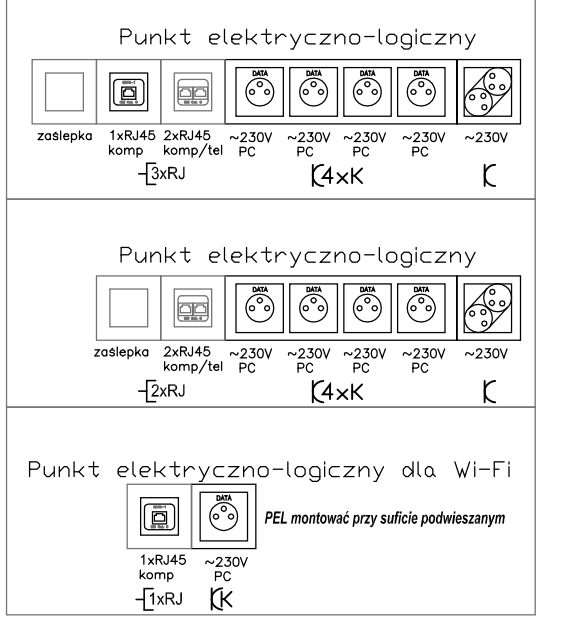 Punkt elektryczno-logiczny
DATA DATA DATA DATA
zaślepka 1xRJ45 2xRJ45 ~230V ~230V ~230V ~230V ~230V
komp komp/tel PC PC PC PC
3xRJ 4xK
Punkt elektryczno-logiczny
DATA DATA DATA DATA
zaślepka 2xRJ45 ~230V ~230V ~230V ~230V ~230V
komp/tel PC PC PC PC
2xRJ 4xK
Punkt elektryczno-logiczny dla Wi-Fi
DATA
PEL montować przy suficie podwieszanym
1xRJ45 ~230V
komp PC
1xRJ K